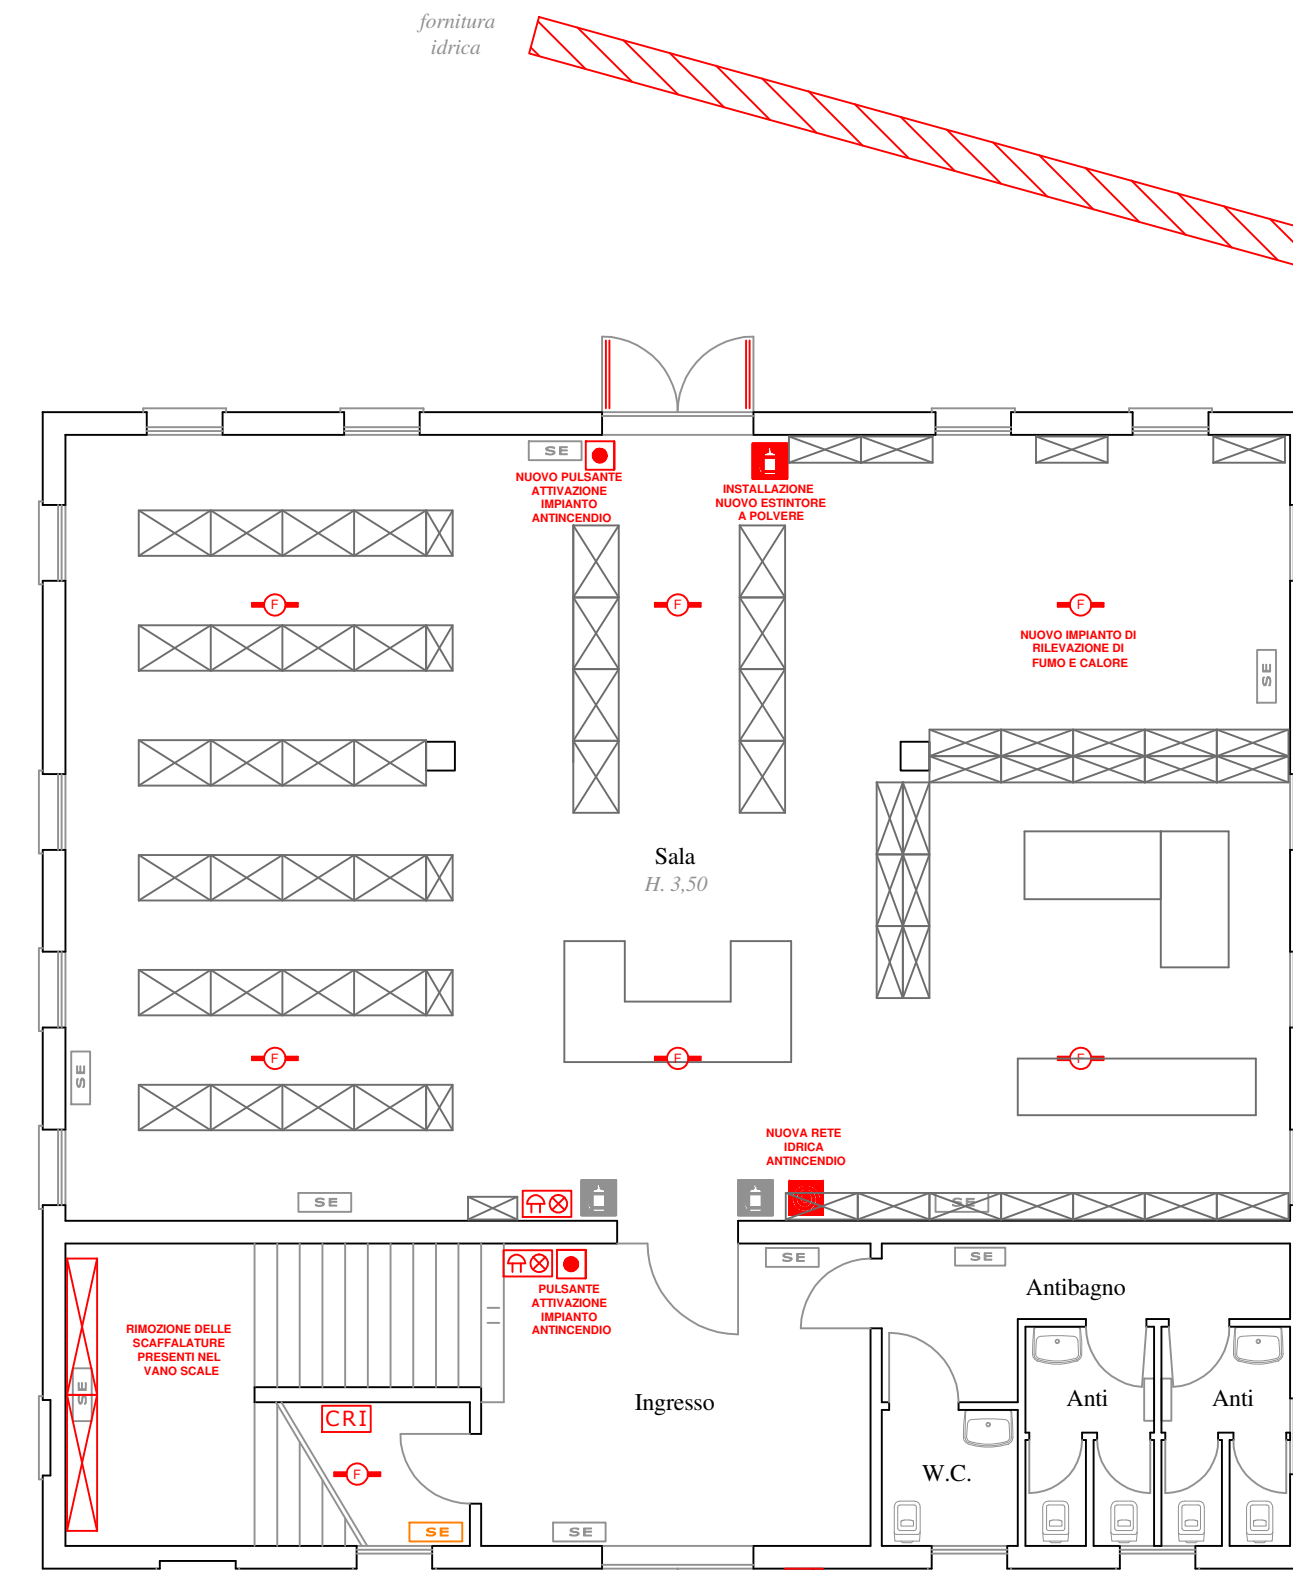 fornitura
idrica
SE
NUOVO PULSANTE
ATTIVAZIONE
IMPIANTO
ANTINCENDIO
INSTALLAZIONE
NUOVO ESTINTORE
A POLVERE
F
F
F
NUOVO IMPIANTO DI
RILEVAZIONE DI
FUMO E CALORE
SE
Sala
H. 3,50
F
F
F
SE
NUOVA RETE
IDRICA
ANTINCENDIO
SE
SE
SE
SE
PULSANTE
ATTIVAZIONE
IMPIANTO
ANTINCENDIO
Antibagno
RIMOZIONE DELLE
SCAFFALATURE
PRESENTI NEL
VANO SCALE
SE
CRI
Ingresso
Anti
Anti
F
W.C.
SE
SE